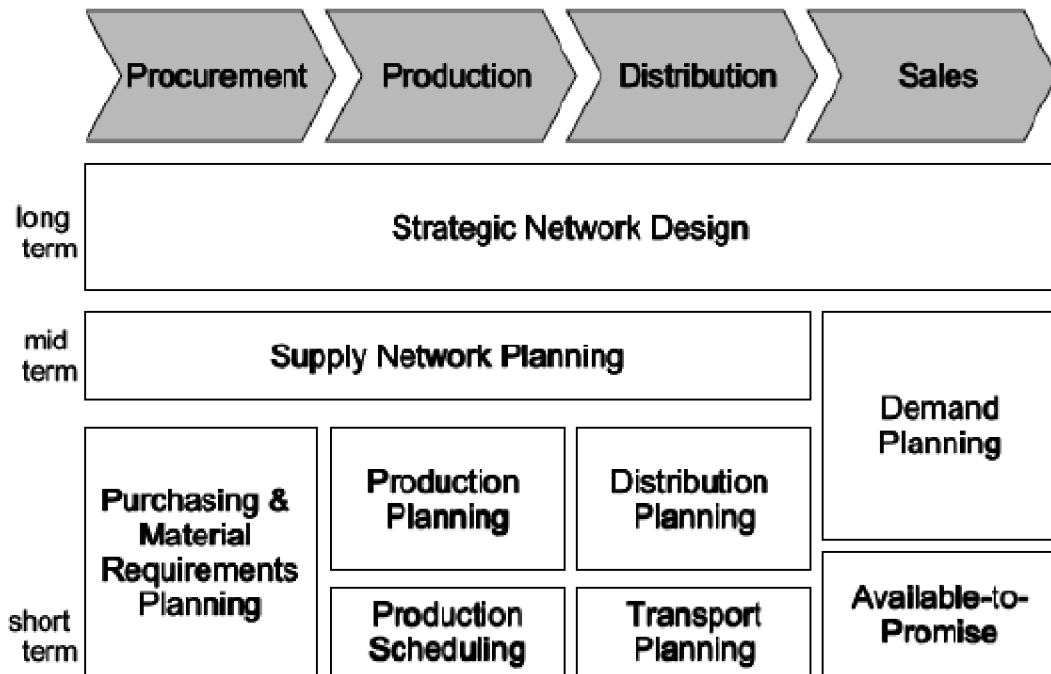 Procurement
Production
Distribution
Sales
long
term
Strategic Network Design
mid
term
Supply Network Planning
Demand
Planning
Purchasing &
Material
Requirements
Planning
Production
Planning
Distribution
Planning
short
term
Production
Scheduling
Transport
Planning
Available-to-
Promise